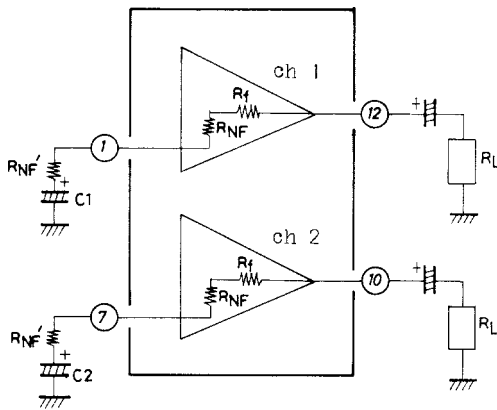 ch 1
Rf
RNF
1
12
+
RNF'
+
C1
RL
ch 2
Rf
RNF
7
10
+
RNF'
+
C2
RL